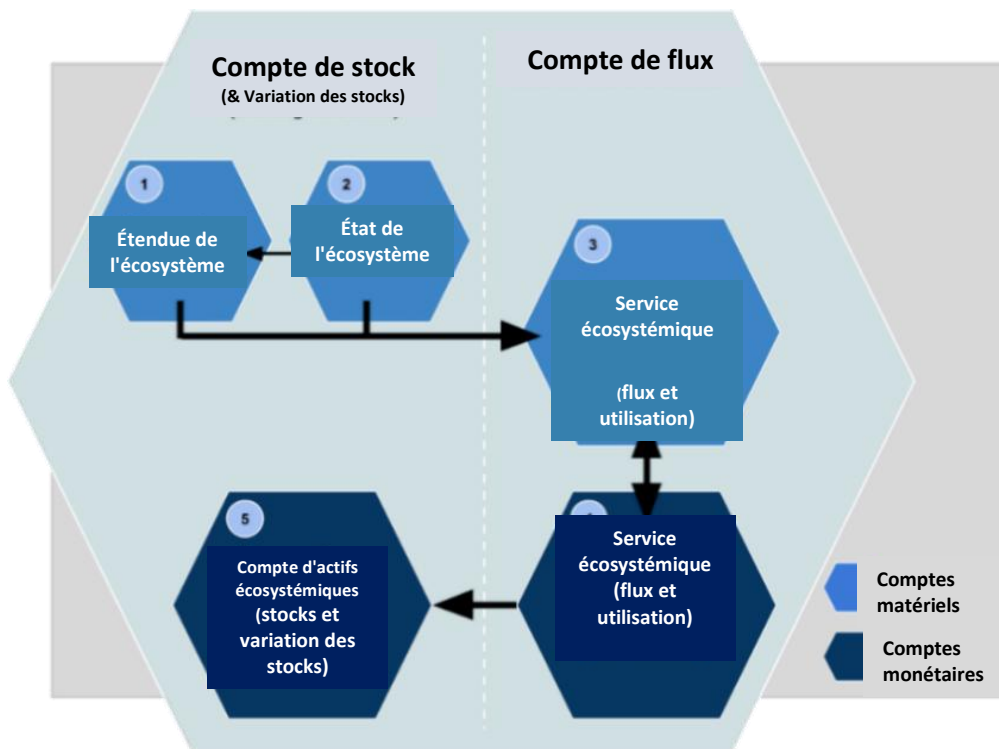 Compte de stock
(& Variation des stocks)
Compte de flux
1
Étendue de
l'écosystème
2
État de
l'écosystème
3
Service
écosystémique
(flux et
utilisation)
5
Compte d'actifs
écosystémiques
(stocks et
variation des
stocks)
Service
écosystémique
(flux et
utilisation)
Comptes
matériels
Comptes
monétaires